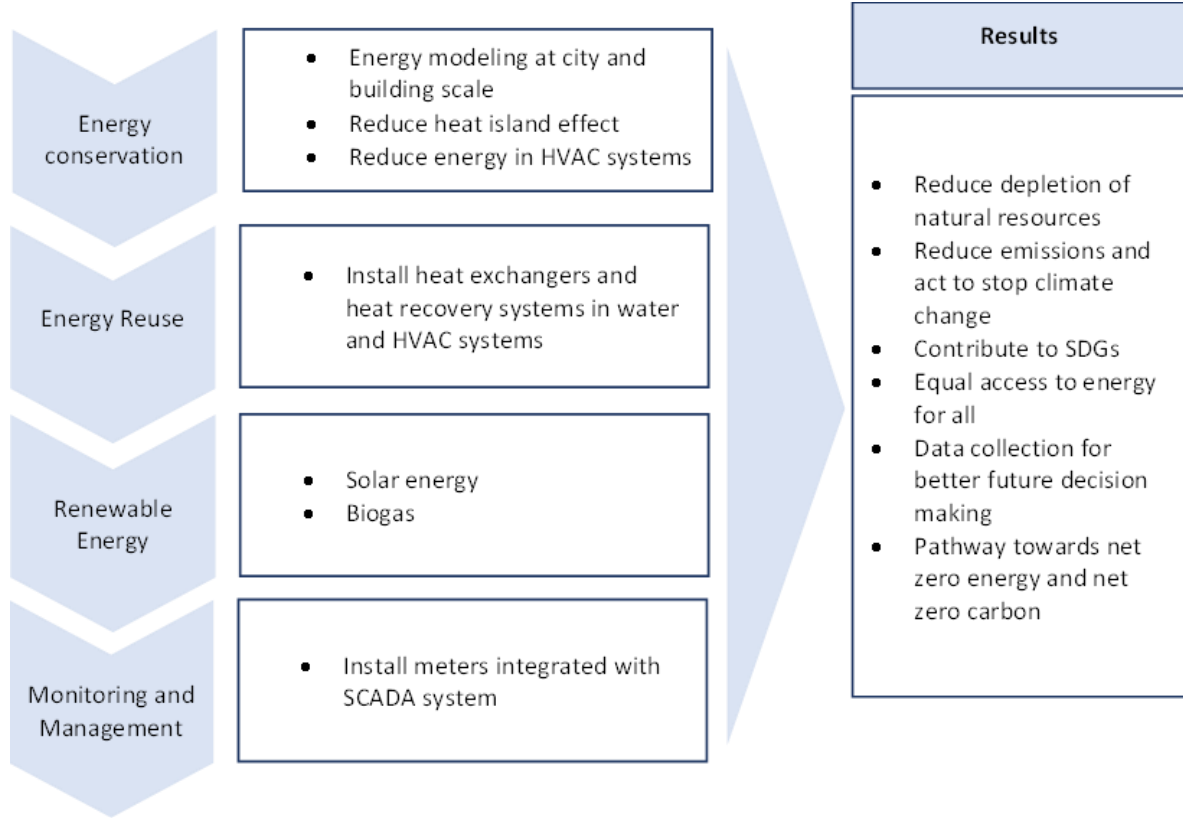 Energy
conservation
• Energy modeling at city and
building scale
• Reduce heat island effect
• Reduce energy in HVAC systems
Energy Reuse
• Install heat exchangers and
heat recovery systems in water
and HVAC systems
Renewable
Energy
• Solar energy
• Biogas
Monitoring and
Management
• Install meters integrated with
SCADA system
Results
• Reduce depletion of
natural resources
• Reduce emissions and
act to stop climate
change
• Contribute to SDGs
• Equal access to energy
for all
• Data collection for
better future decision
making
• Pathway towards net
zero energy and net
zero carbon